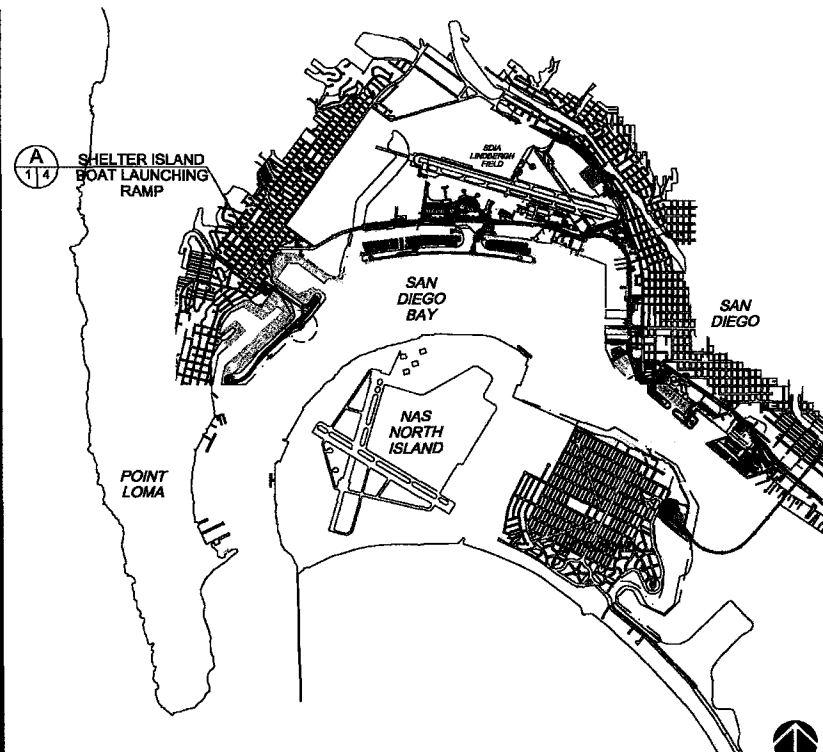 A
1 4
SHELTER ISLAND
BOAT LAUNCHING
RAMP
SDIA
LINDBERGH
FIELD
SAN
DIEGO
BAY
SAN
DIEGO
NAS
NORTH
ISLAND
POINT
LOMA